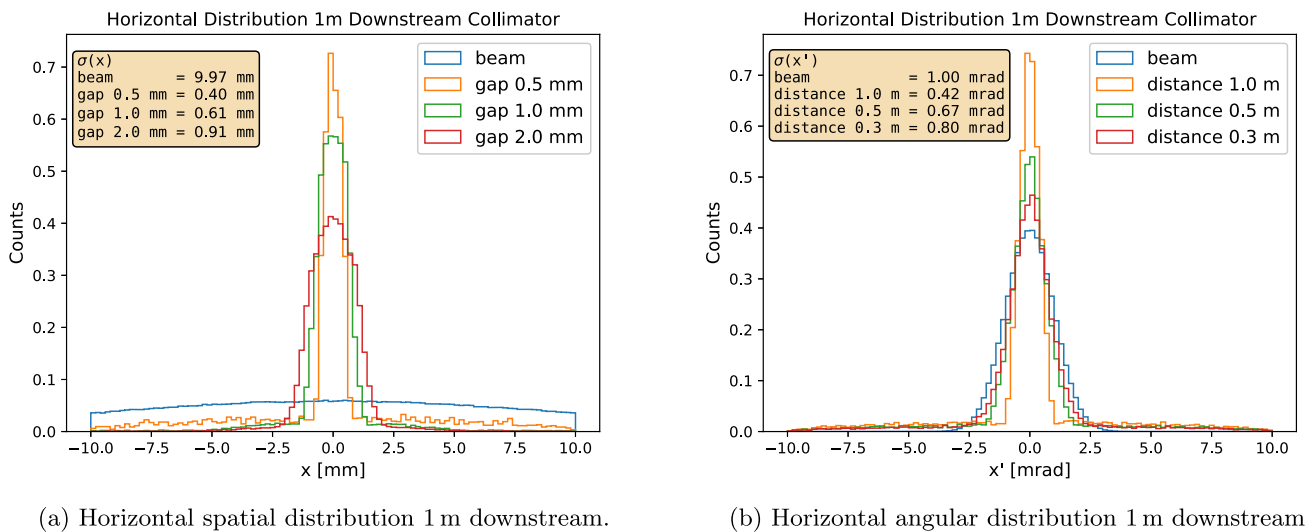 Horizontal Distribution 1m Downstream Collimator
σ(x)
beam = 9.97 mm
gap 0.5 mm = 0.40 mm
gap 1.0 mm = 0.61 mm
gap 2.0 mm = 0.91 mm
beam
gap 0.5 mm
gap 1.0 mm
gap 2.0 mm
Counts
0.7
0.6
0.5
0.4
0.3
0.2
0.1
0.0
−10.0 −7.5 −5.0 −2.5 0.0 2.5 5.0 7.5 10.0
x [mm]
(a) Horizontal spatial distribution 1 m downstream.
Horizontal Distribution 1m Downstream Collimator
σ(x')
beam = 1.00 mrad
distance 1.0 m = 0.42 mrad
distance 0.5 m = 0.67 mrad
distance 0.3 m = 0.80 mrad
beam
distance 1.0 m
distance 0.5 m
distance 0.3 m
Counts
0.7
0.6
0.5
0.4
0.3
0.2
0.1
0.0
−10.0 −7.5 −5.0 −2.5 0.0 2.5 5.0 7.5 10.0
x' [mrad]
(b) Horizontal angular distribution 1 m downstream